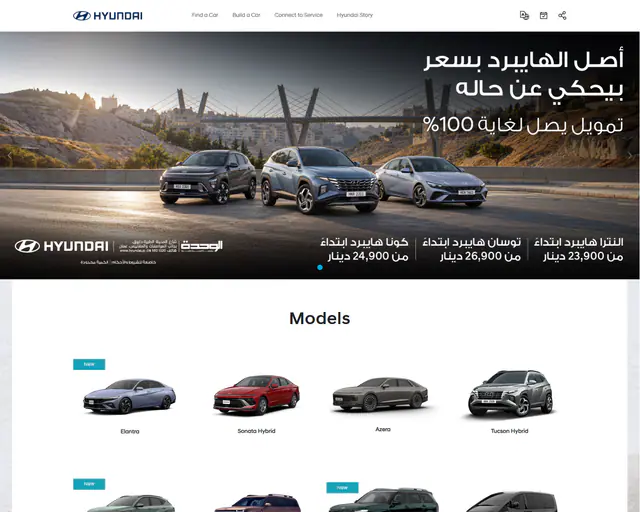 HYUNDAI
Find a Car
Build a Car
Connect to Service
Hyundai Story
أصل الهايبرد بسعر
بيحكي عن حاله
تمويل يصل لغاية 100%
النترا هايبرد ابتداءً
من 23,900 دينار
توسان هايبرد ابتداءً
من 26,900 دينار
كونا هايبرد ابتداءً
من 24,900 دينار
الوحدة
HYUNDAI
Models
New
Elantra
Sonata Hybrid
Azera
Tucson Hybrid
New
New